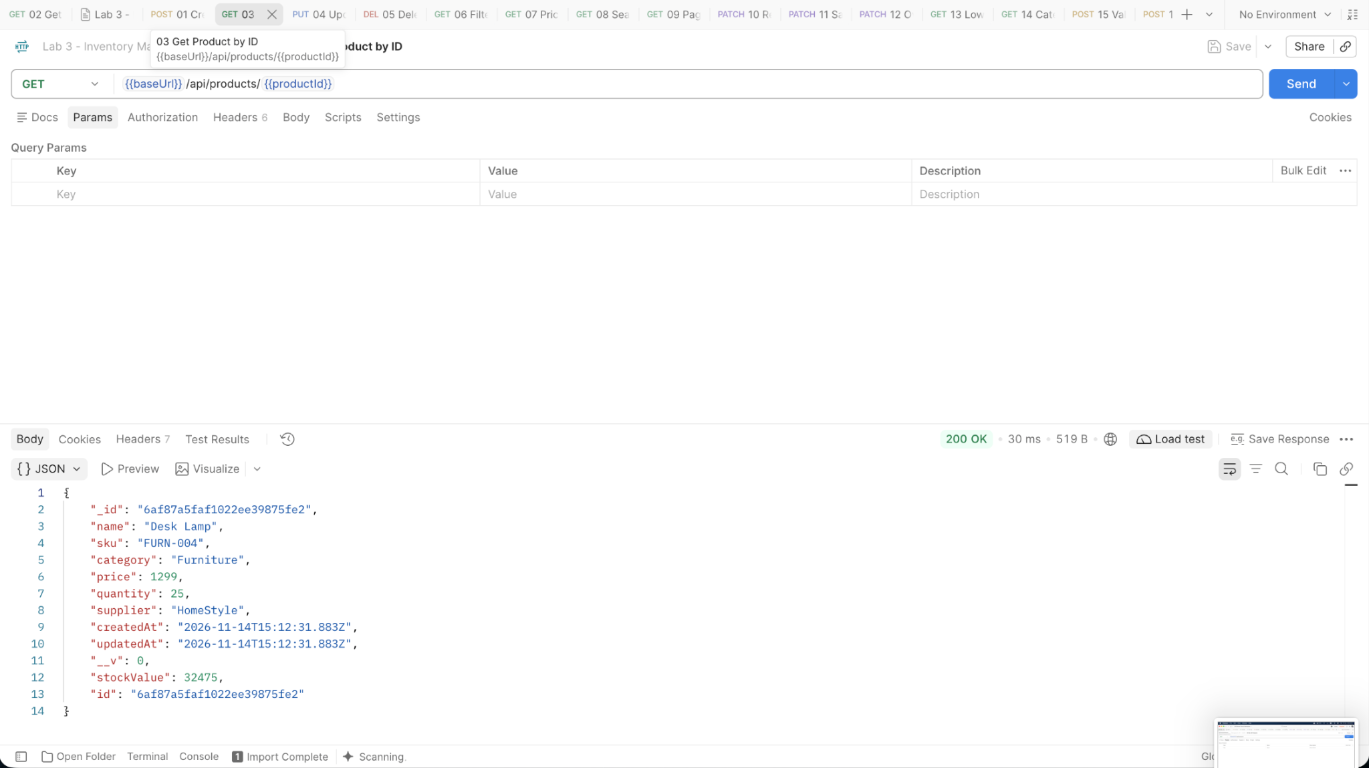 GET 02 Get Lab 3 - POST 01 Cr GET 03 PUT 04 Up DEL 05 Del GET 06 Filt GET 07 Pric GET 08 Sea GET 09 Pag PATCH 10 R PATCH 11 S PATCH 12 O GET 13 Low GET 14 Cat POST 15 Val POST 1 No Environment
HTTP Lab 3 - Inventory Ma duct by ID Save Share
03 Get Product by ID
{{baseUrl}}/api/products/{{productId}}
GET {{baseUrl}} /api/products/ {{productId}} Send
Docs Params Authorization Headers 6 Body Scripts Settings Cookies
Query Params
Key Value Description Bulk Edit
Key Value Description
Body Cookies Headers 7 Test Results 200 OK • 30 ms • 519 B • Load test e.g. Save Response
{} JSON Preview Visualize
1 {
2 "_id": "6af87a5faf1022ee39875fe2",
3 "name": "Desk Lamp",
4 "sku": "FURN-004",
5 "category": "Furniture",
6 "price": 1299,
7 "quantity": 25,
8 "supplier": "HomeStyle",
9 "createdAt": "2026-11-14T15:12:31.883Z",
10 "updatedAt": "2026-11-14T15:12:31.883Z",
11 "__v": 0,
12 "stockValue": 32475,
13 "id": "6af87a5faf1022ee39875fe2"
14 }
Open Folder Terminal Console 1 Import Complete Scanning. Glo